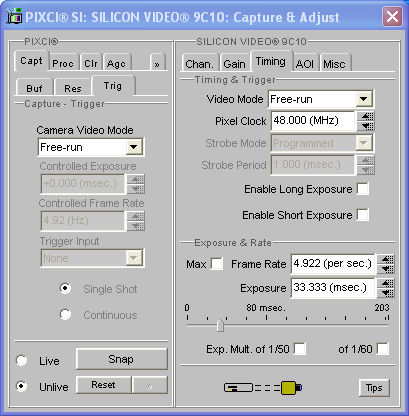 PIXCI® SI: SILICON VIDEO® 9C10: Capture & Adjust
PIXCI®
Capt Proc Clr Agc »
Buf Res Trig
Capture - Trigger
Camera Video Mode
Free-run
Controlled Exposure
+0.000 (msec.)
Controlled Frame Rate
4.92 (Hz)
Trigger Input
None
Single Shot
Continuous
Live
Snap
Unlive
Reset »
SILICON VIDEO® 9C10
Chan. Gain Timing AOI Misc
Timing & Trigger
Video Mode Free-run
Pixel Clock 48.000 (MHz)
Strobe Mode Programmed
Strobe Period 1.000 (msec.)
Enable Long Exposure
Enable Short Exposure
Exposure & Rate
Max Frame Rate 4.922 (per sec.)
Exposure 33.333 (msec.)
0 80 msec. 203
Exp. Mult. of 1/50 of 1/60
Tips